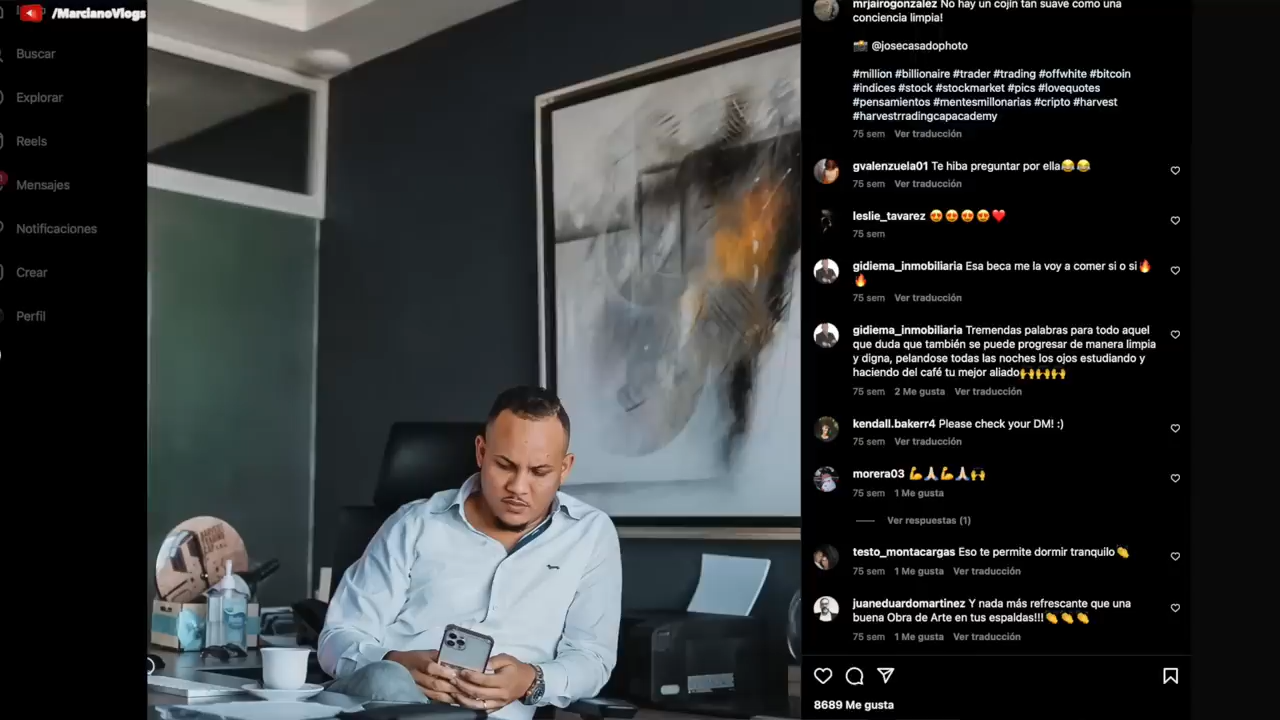 /MarcianoVlogs
Buscar
Explorar
Reels
Mensajes
Notificaciones
Crear
Perfil
mrjairogonzalez No hay un cojín tan suave como una
conciencia limpia!
📸 @josecasadophoto
#million #billionaire #trader #trading #offwhite #bitcoin
#indices #stock #stockmarket #pics #lovequotes
#pensamientos #mentesmillonarias #cripto #harvest
#harvestrradingcapacademy
75 sem Ver traducción
gvalenzuela01 Te hiba preguntar por ella😂😂
75 sem Ver traducción
leslie_tavarez 😍😍😍😍❤️
75 sem
gidiema_inmobiliaria Esa beca me la voy a comer si o si🔥
🔥
75 sem Ver traducción
gidiema_inmobiliaria Tremendas palabras para todo aquel
que duda que también se puede progresar de manera limpia
y digna, pelandose todas las noches los ojos estudiando y
haciendo del café tu mejor aliado🙌🙌🙌
75 sem 2 Me gusta Ver traducción
kendall.bakerr4 Please check your DM! :)
75 sem Ver traducción
morera03 💪🙏💪🙏🙌
75 sem 1 Me gusta
Ver respuestas (1)
testo_montacargas Eso te permite dormir tranquilo👏
75 sem 1 Me gusta Ver traducción
juaneduardomartinez Y nada más refrescante que una
buena Obra de Arte en tus espaldas!!!👏👏👏
75 sem 1 Me gusta Ver traducción
8689 Me gusta